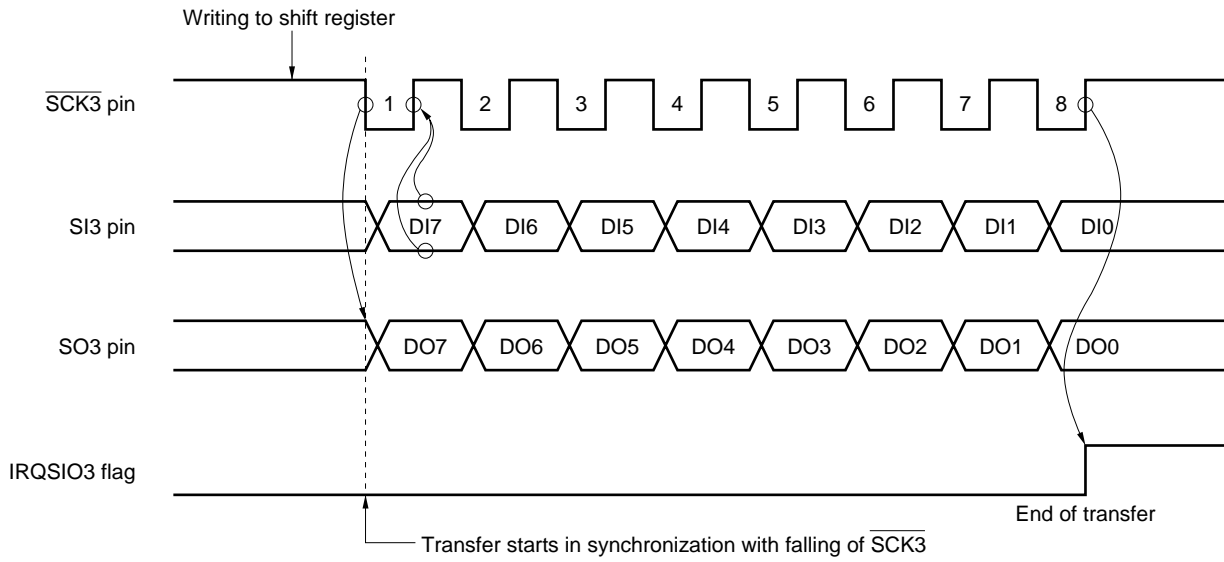 Writing to shift register
SCK3 pin
1 2 3 4 5 6 7 8
SI3 pin
DI7 DI6 DI5 DI4 DI3 DI2 DI1 DI0
SO3 pin
DO7 DO6 DO5 DO4 DO3 DO2 DO1 DO0
IRQSIO3 flag
End of transfer
Transfer starts in synchronization with falling of SCK3